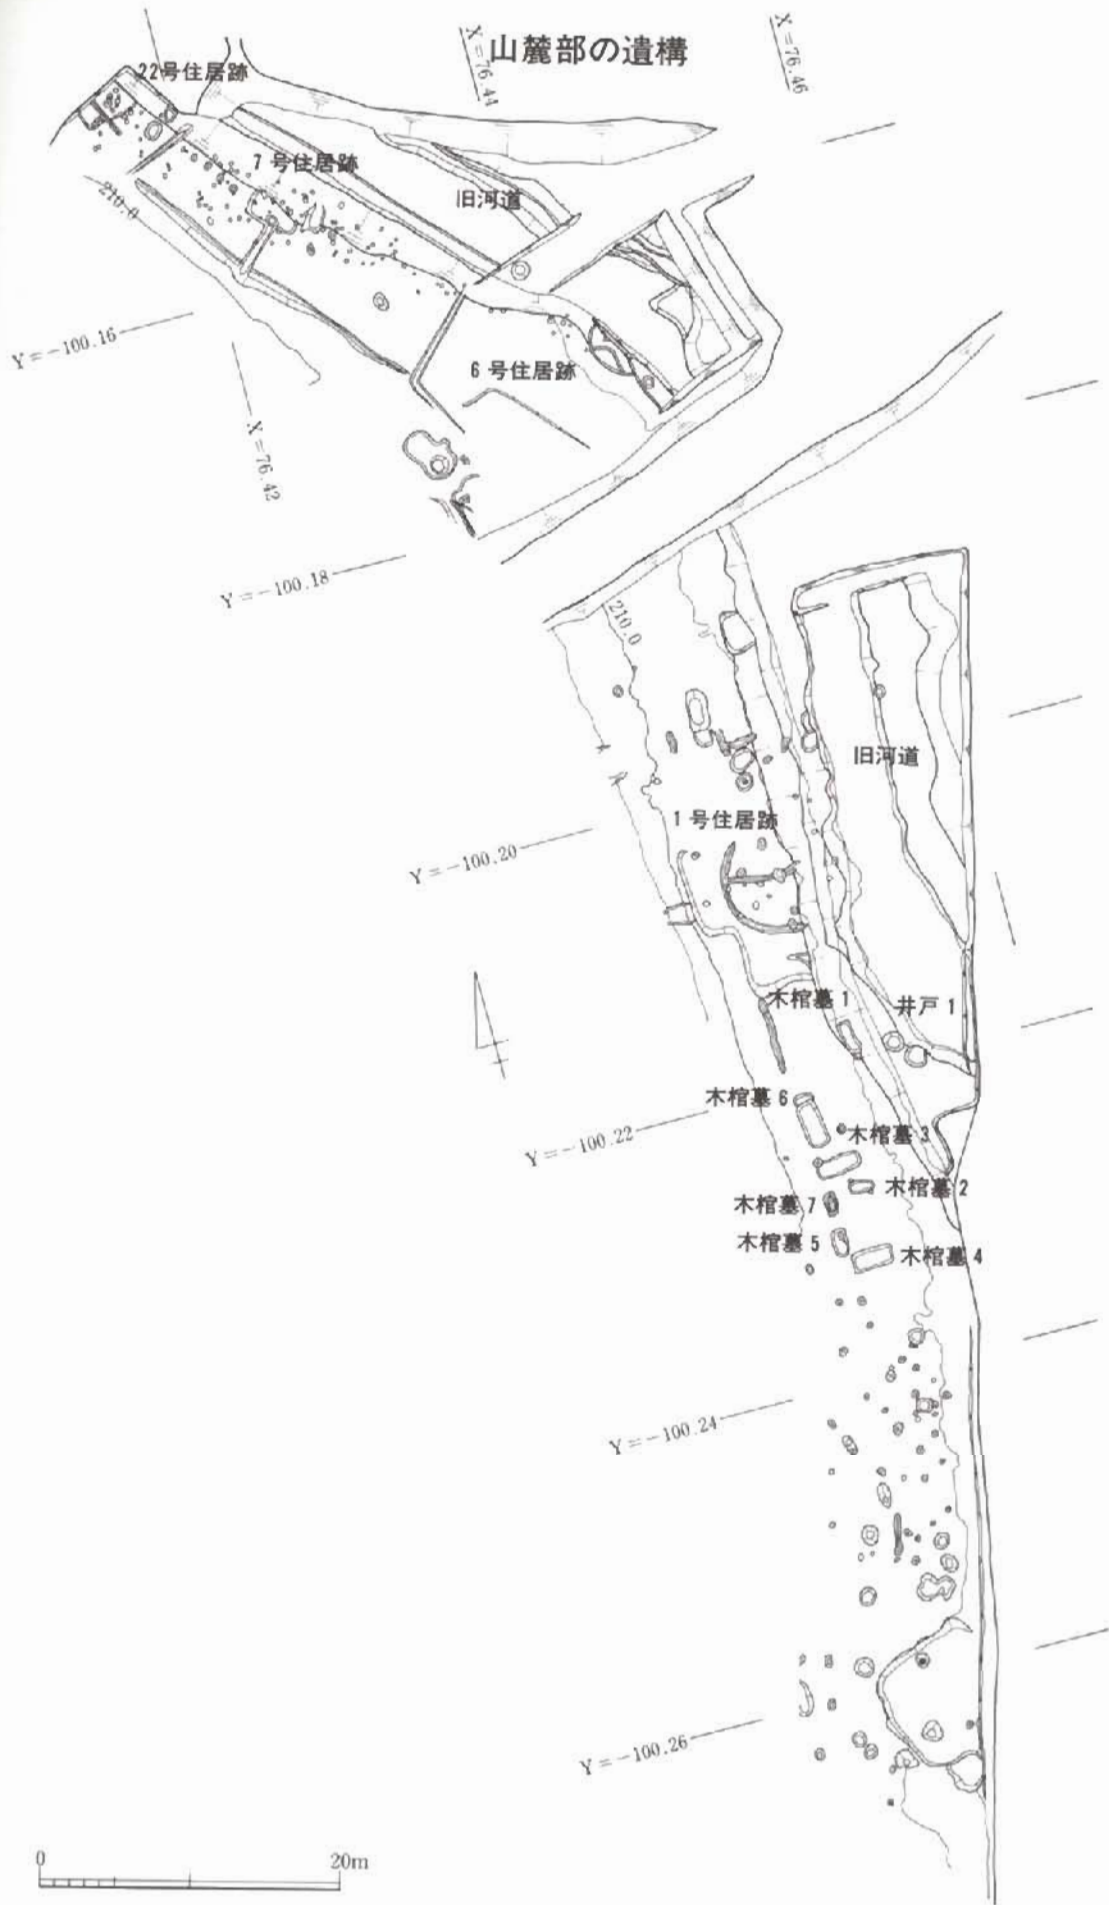 山麓部の遺構
X=76.44
X=76.46
22号住居跡
7号住居跡
旧河道
210.0
Y=-100.16
6号住居跡
X=76.42
Y=-100.18
210.0
旧河道
1号住居跡
Y=-100.20
木棺墓1
井戸1
木棺墓6
木棺墓3
Y=-100.22
木棺墓2
木棺墓7
木棺墓5
木棺墓4
Y=-100.24
Y=-100.26
0 20m